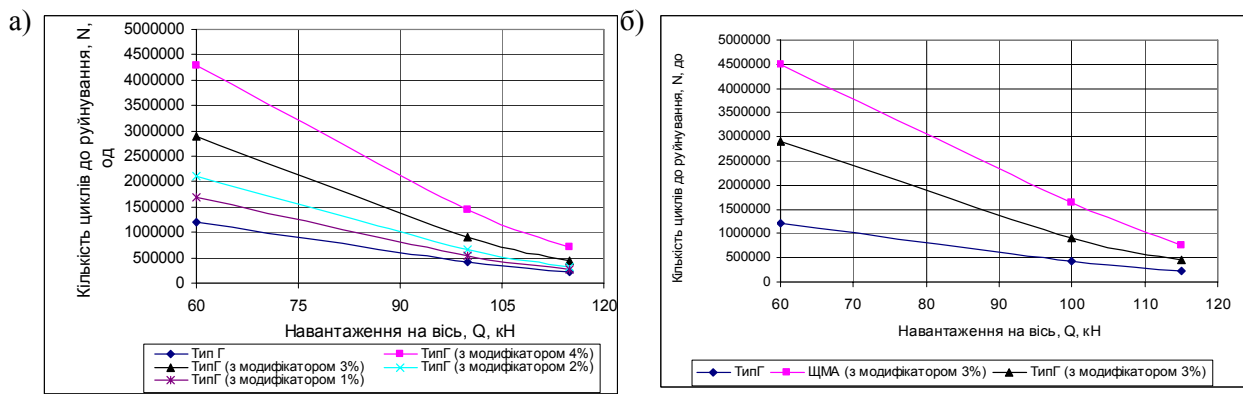 а)
Кількість циклів до руйнування, N,
од
5000000
4500000
4000000
3500000
3000000
2500000
2000000
1500000
1000000
500000
0
60 75 90 105 120
Навантаження на вісь, Q, кН
Тип Г ТипГ (з модифікатором 4%)
ТипГ (з модифікатором 3%) ТипГ (з модифікатором 2%)
ТипГ (з модифікатором 1%)
б)
Кількість циклів до руйнування, N, до
5000000
4500000
4000000
3500000
3000000
2500000
2000000
1500000
1000000
500000
0
60 70 80 90 100 110 120
Навантаження на вісь, Q, кН
ТипГ ЩМА (з модифікатором 3%) ТипГ (з модифікатором 3%)